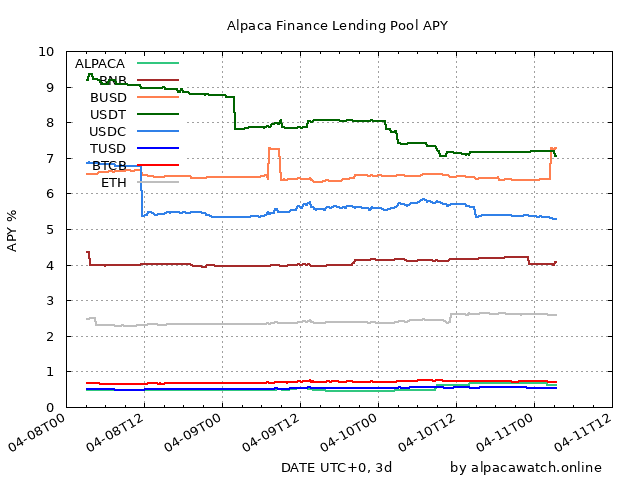 Alpaca Finance Lending Pool APY
10
9
8
7
6
5
4
3
2
1
0
APY %
ALPACA
BNB
BUSD
USDT
USDC
TUSD
BTCB
ETH
04-08T00
04-08T12
04-09T00
04-09T12
04-10T00
04-10T12
04-11T00
04-11T12
DATE UTC+0, 3d
by alpacawatch.online